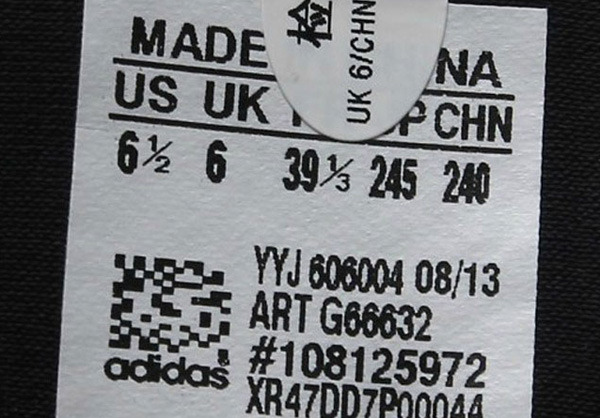 检
UK 6/CHN
MADE NA
US UK P CHN
6½ 6 39⅓ 245 240
YYJ 606004 08/13
ART G66632
#108125972
adidas®
XR47DD7P00044